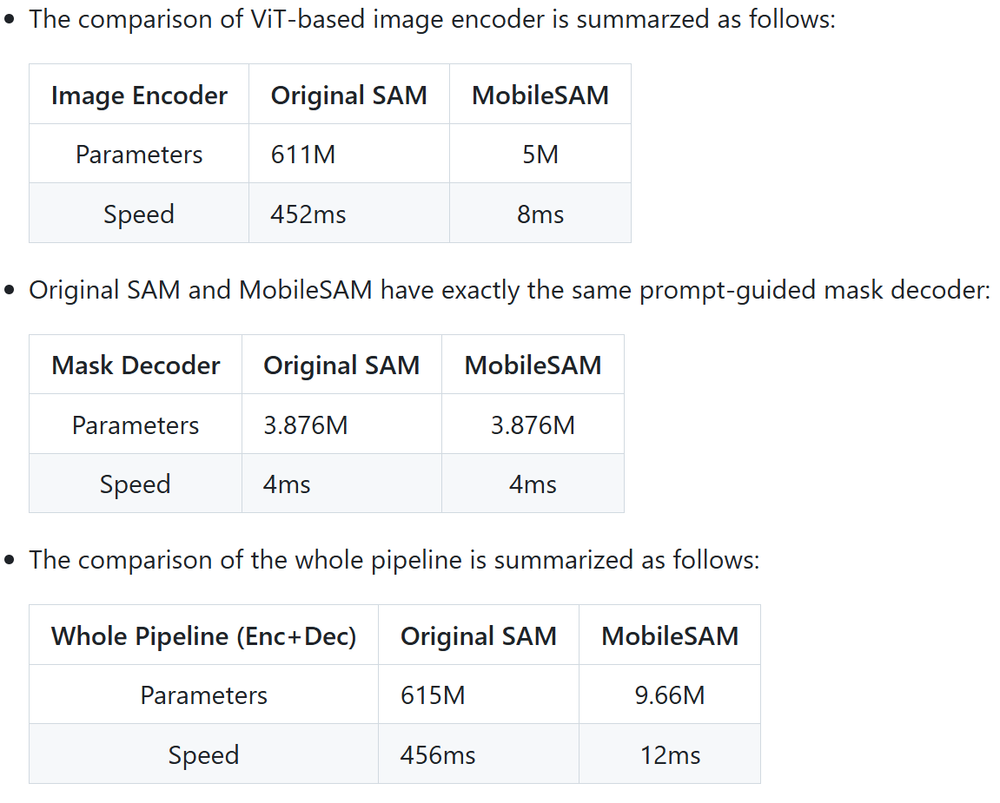 • The comparison of ViT-based image encoder is summarzed as follows:
Image Encoder Original SAM MobileSAM
Parameters 611M 5M
Speed 452ms 8ms
• Original SAM and MobileSAM have exactly the same prompt-guided mask decoder:
Mask Decoder Original SAM MobileSAM
Parameters 3.876M 3.876M
Speed 4ms 4ms
• The comparison of the whole pipeline is summarized as follows:
Whole Pipeline (Enc+Dec) Original SAM MobileSAM
Parameters 615M 9.66M
Speed 456ms 12ms